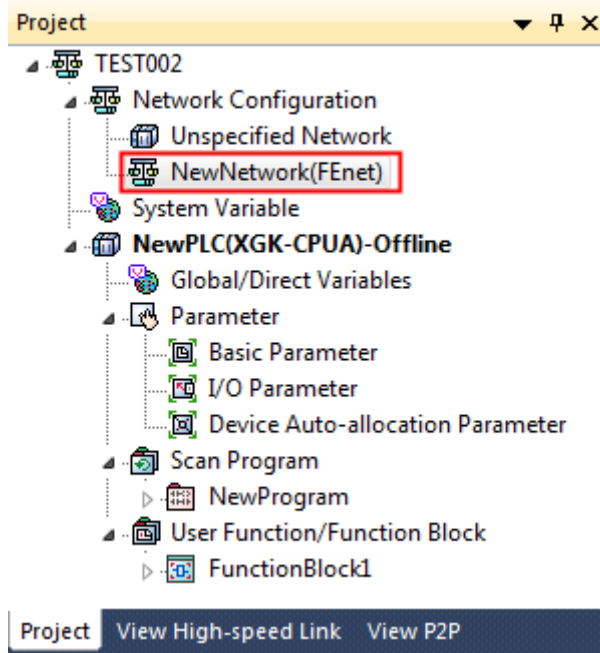 Project
TEST002
Network Configuration
Unspecified Network
NewNetwork(FEnet)
System Variable
NewPLC(XGK-CPUA)-Offline
Global/Direct Variables
Parameter
Basic Parameter
I/O Parameter
Device Auto-allocation Parameter
Scan Program
NewProgram
User Function/Function Block
FunctionBlock1
Project View High-speed Link View P2P